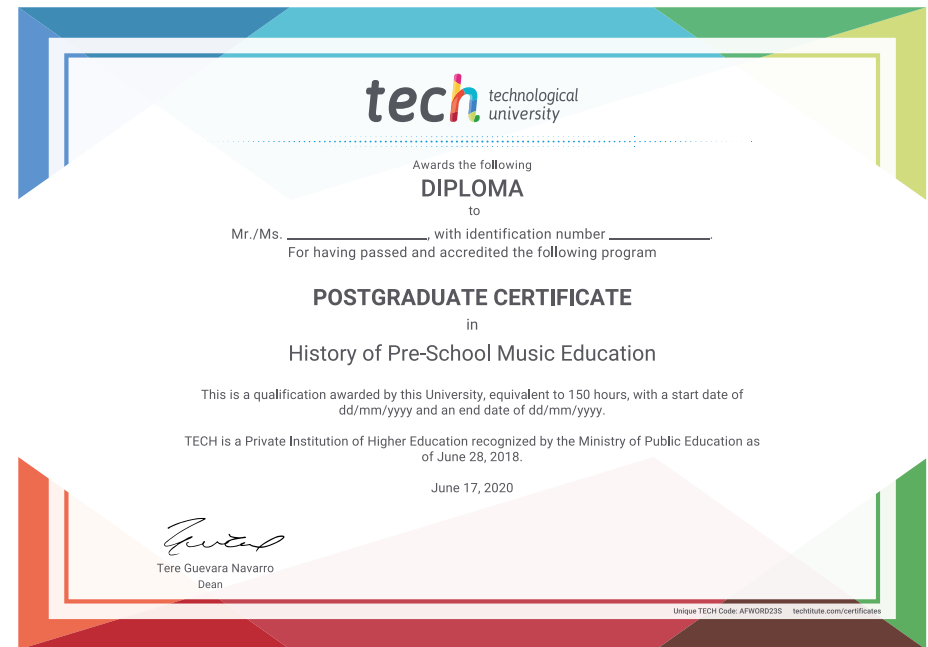 tech technological
university
Awards the following
DIPLOMA
to
Mr./Ms. ____________________, with identification number ______________.
For having passed and accredited the following program
POSTGRADUATE CERTIFICATE
in
History of Pre-School Music Education
This is a qualification awarded by this University, equivalent to 150 hours, with a start date of
dd/mm/yyyy and an end date of dd/mm/yyyy.
TECH is a Private Institution of Higher Education recognized by the Ministry of Public Education as
of June 28, 2018.
June 17, 2020
Tere Guevara Navarro
Dean
Unique TECH Code: AFWORD23S techtitute.com/certificates